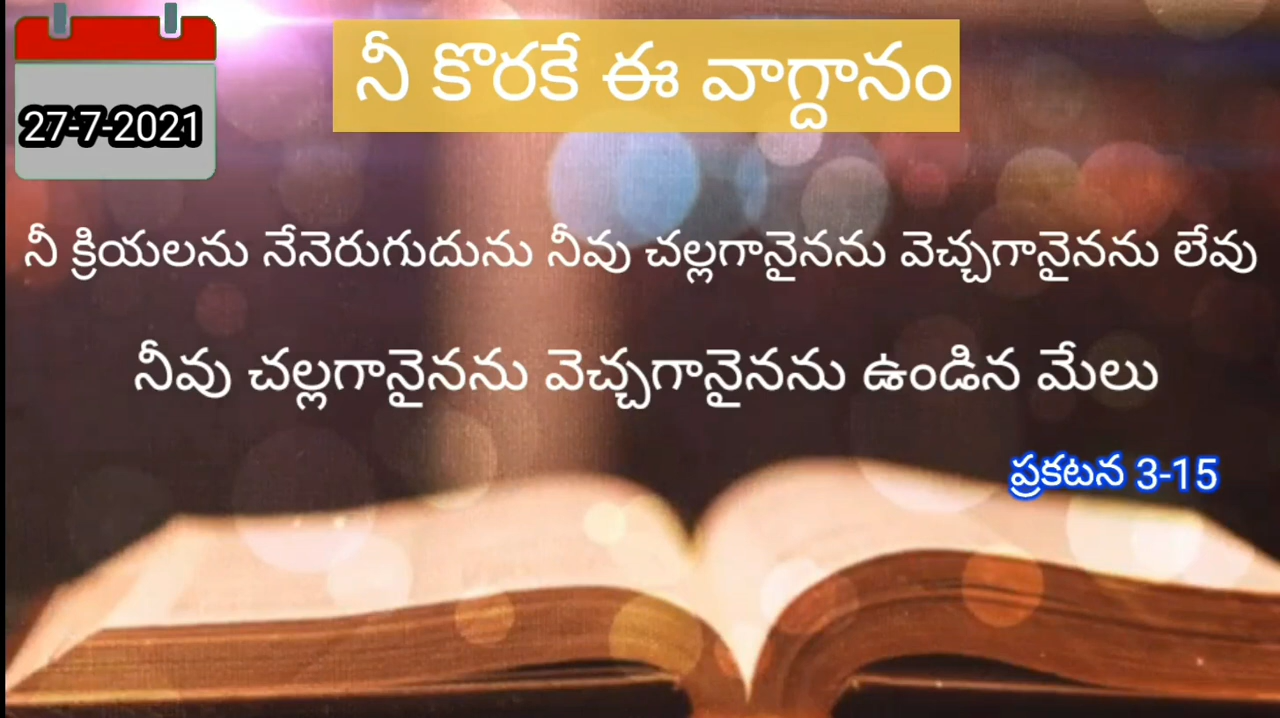 27-7-2021
నీ కొరకే ఈ వాగ్దానం
నీ క్రియలను నేనెరుగుదును నీవు చల్లగానైనను వెచ్చగానైనను లేవు
నీవు చల్లగానైనను వెచ్చగానైనను ఉండిన మేలు
ప్రకటన 3-15